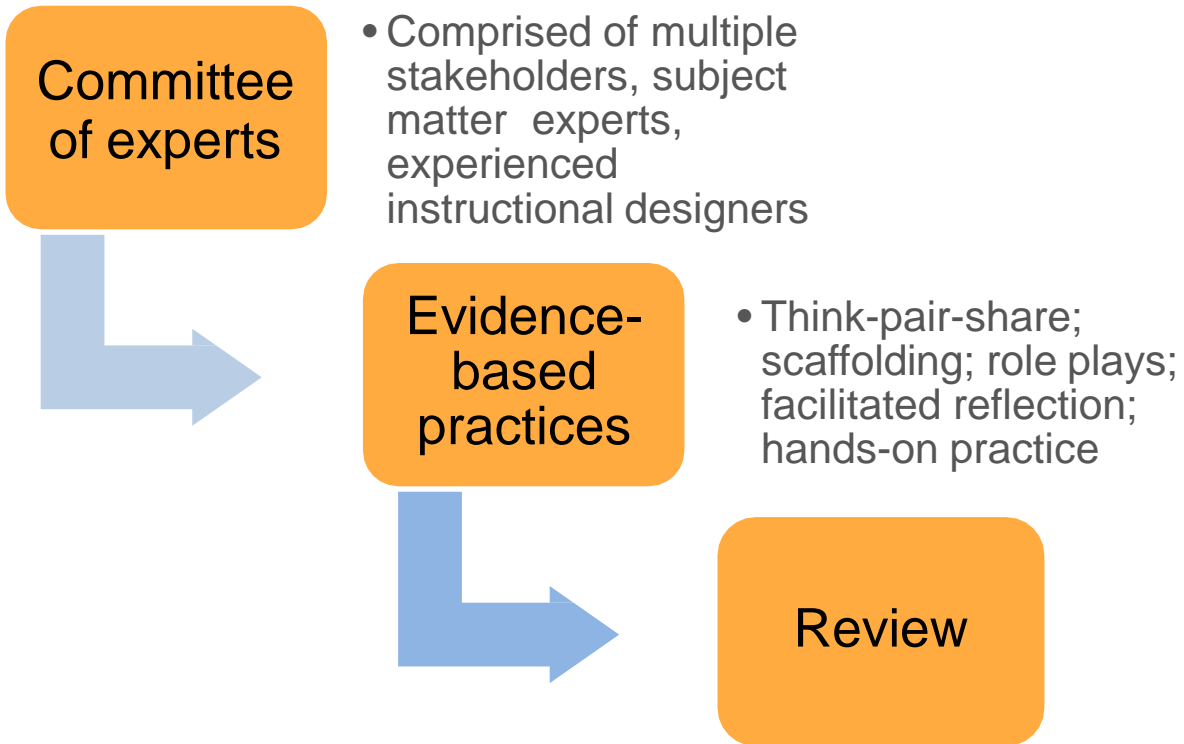 Committee
of experts
• Comprised of multiple
stakeholders, subject
matter experts,
experienced
instructional designers
Evidence-
based
practices
• Think-pair-share;
scaffolding; role plays;
facilitated reflection;
hands-on practice
Review